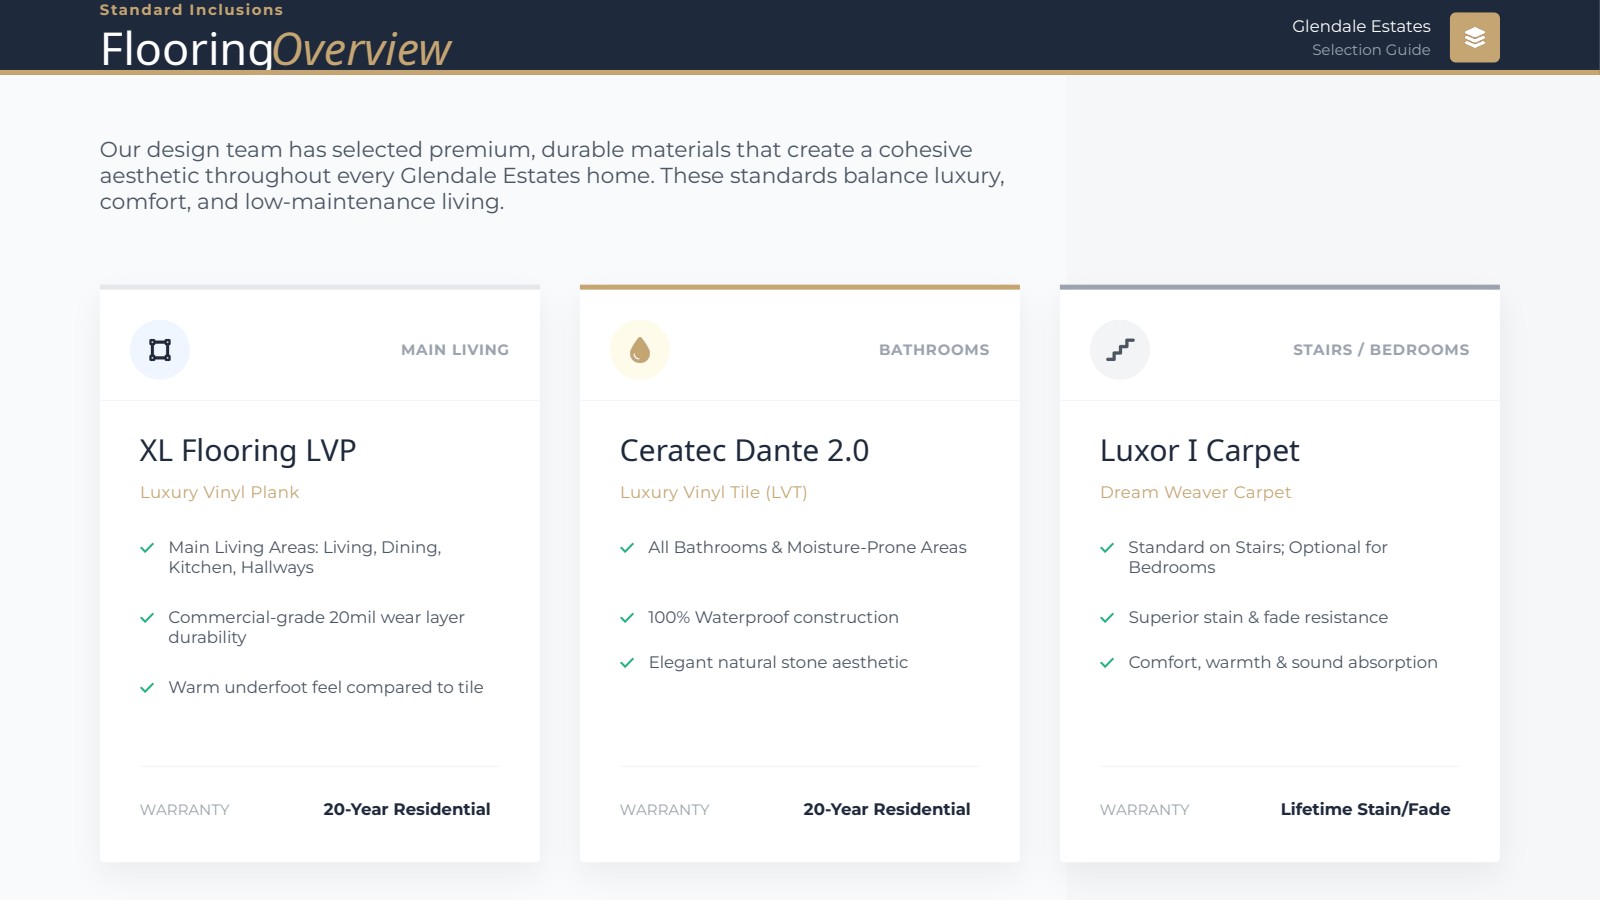 Standard Inclusions
Flooring Overview
Glendale Estates
Selection Guide
Our design team has selected premium, durable materials that create a cohesive
aesthetic throughout every Glendale Estates home. These standards balance luxury,
comfort, and low-maintenance living.
MAIN LIVING
XL Flooring LVP
Luxury Vinyl Plank
Main Living Areas: Living, Dining,
Kitchen, Hallways
Commercial-grade 20mil wear layer
durability
Warm underfoot feel compared to tile
WARRANTY 20-Year Residential
BATHROOMS
Ceratec Dante 2.0
Luxury Vinyl Tile (LVT)
All Bathrooms & Moisture-Prone Areas
100% Waterproof construction
Elegant natural stone aesthetic
WARRANTY 20-Year Residential
STAIRS / BEDROOMS
Luxor I Carpet
Dream Weaver Carpet
Standard on Stairs; Optional for
Bedrooms
Superior stain & fade resistance
Comfort, warmth & sound absorption
WARRANTY Lifetime Stain/Fade